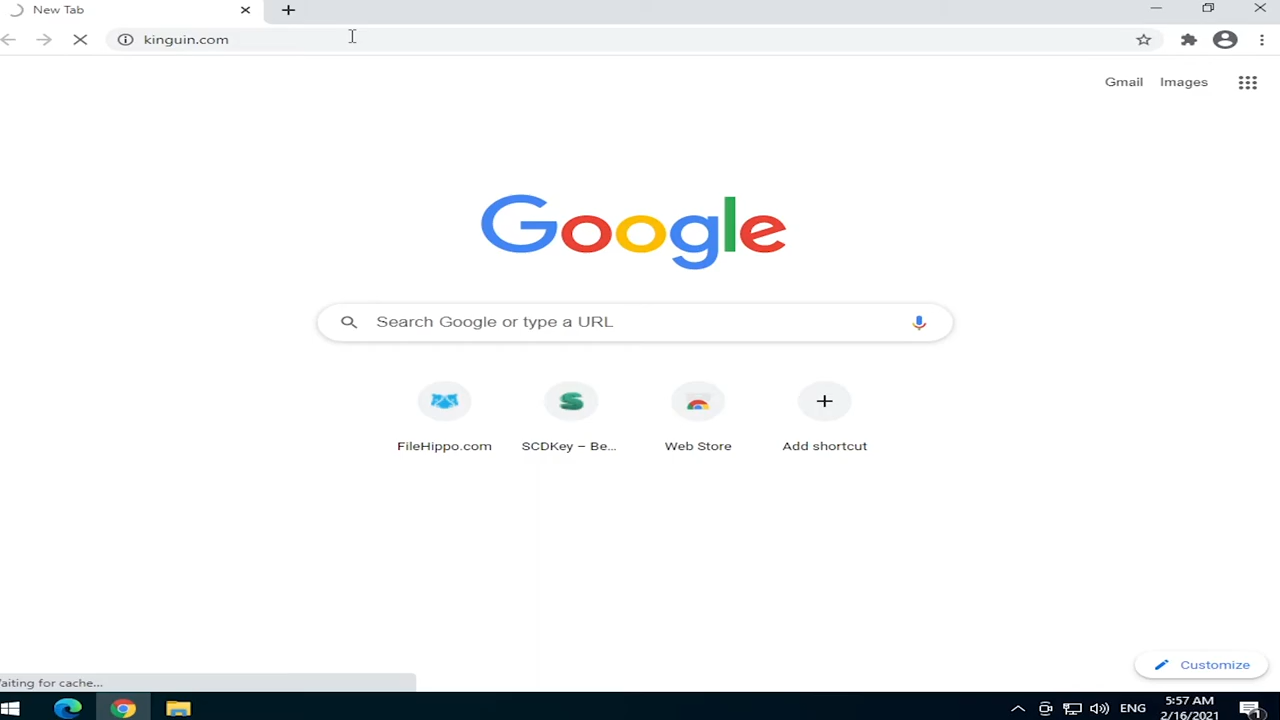 New Tab
kinguin.com
Gmail Images
Google
Search Google or type a URL
FileHippo.com SCDKey – Be... Web Store Add shortcut
Customize
aiting for cache...
ENG
5:57 AM
2/16/2021
1